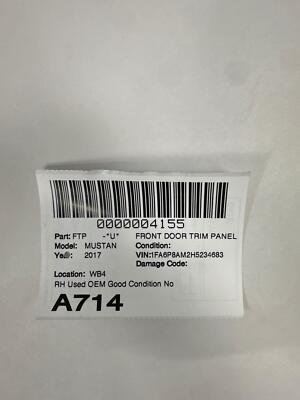 0000004155
Part: FTP -*U* FRONT DOOR TRIM PANEL
Model: MUSTAN Condition:
Year: 2017 VIN:1FA6P8AM2H5234683
Damage Code:
Location: WB4
RH Used OEM Good Condition No
A714